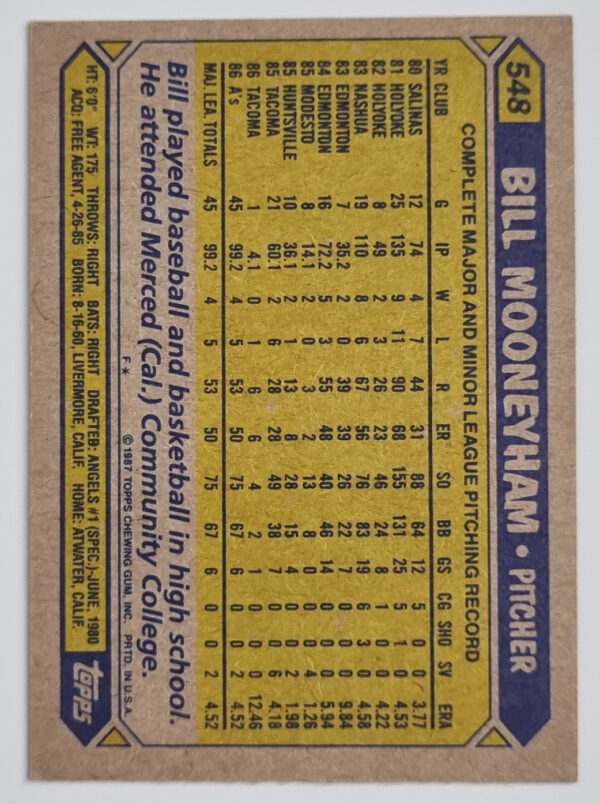 548
BILL MOONEYHAM • PITCHER
COMPLETE MAJOR AND MINOR LEAGUE PITCHING RECORD
YR CLUB G IP W L R ER SO BB GS CG SHO SV ERA
80 SALINAS 12 74 4 7 44 31 88 64 12 5 0 0 3.77
81 HOLYOKE 25 135 9 11 90 68 155 131 25 5 1 0 4.53
82 HOLYOKE 8 49 2 3 26 23 46 24 8 1 0 0 4.22
83 NASHUA 19 110 8 6 67 56 76 83 19 6 3 0 4.58
83 EDMONTON 7 35.2 2 0 39 39 26 22 7 0 0 0 9.84
84 EDMONTON 16 72.2 5 3 55 48 40 46 14 0 0 0 5.94
85 MODESTO 8 14.1 2 0 3 2 13 8 0 0 0 4 1.26
85 HUNTSVILLE 10 36.1 2 1 13 8 28 15 4 0 0 2 1.98
85 TACOMA 21 60.1 2 6 28 28 49 38 7 0 0 6 4.18
86 TACOMA 1 4.1 0 1 6 6 4 2 1 0 0 0 12.46
86 A's 45 99.2 4 5 53 50 75 67 6 0 0 2 4.52
MAJ. LEA. TOTALS 45 99.2 4 5 53 50 75 67 6 0 0 2 4.52
Bill played baseball and basketball in high school.
He attended Merced (Cal.) Community College.
F* © 1987 TOPPS CHEWING GUM, INC. PRTD. IN U.S.A.
HT: 6'0" WT: 175 THROWS: RIGHT BATS: RIGHT DRAFTED: ANGELS #1 (SPEC.)-JUNE, 1980
ACQ: FREE AGENT, 4-26-85 BORN: 8-16-60, LIVERMORE, CALIF. HOME: ATWATER, CALIF.
topps